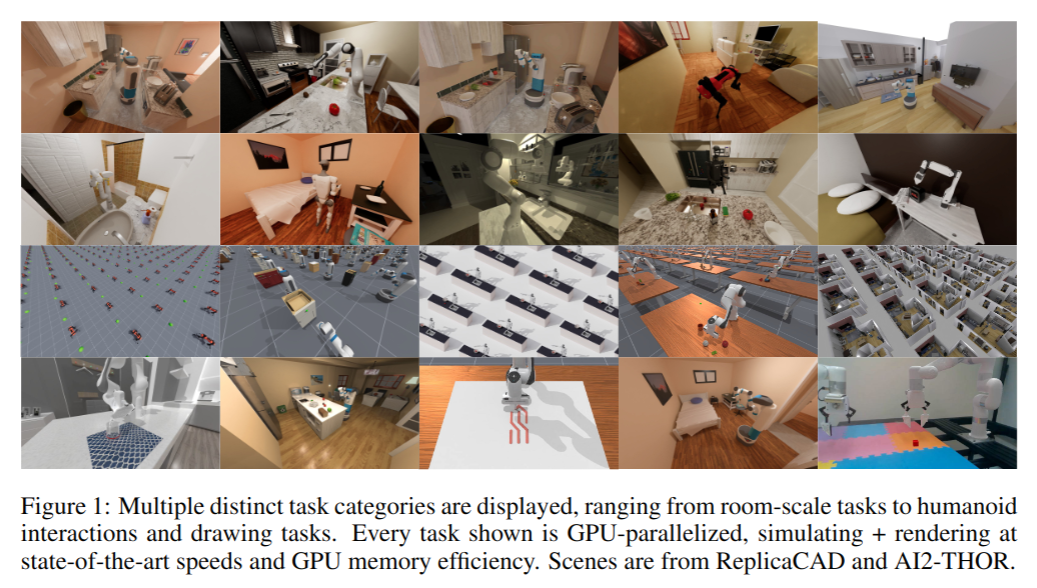 Figure 1: Multiple distinct task categories are displayed, ranging from room-scale tasks to humanoid
interactions and drawing tasks. Every task shown is GPU-parallelized, simulating + rendering at
state-of-the-art speeds and GPU memory efficiency. Scenes are from ReplicaCAD and AI2-THOR.